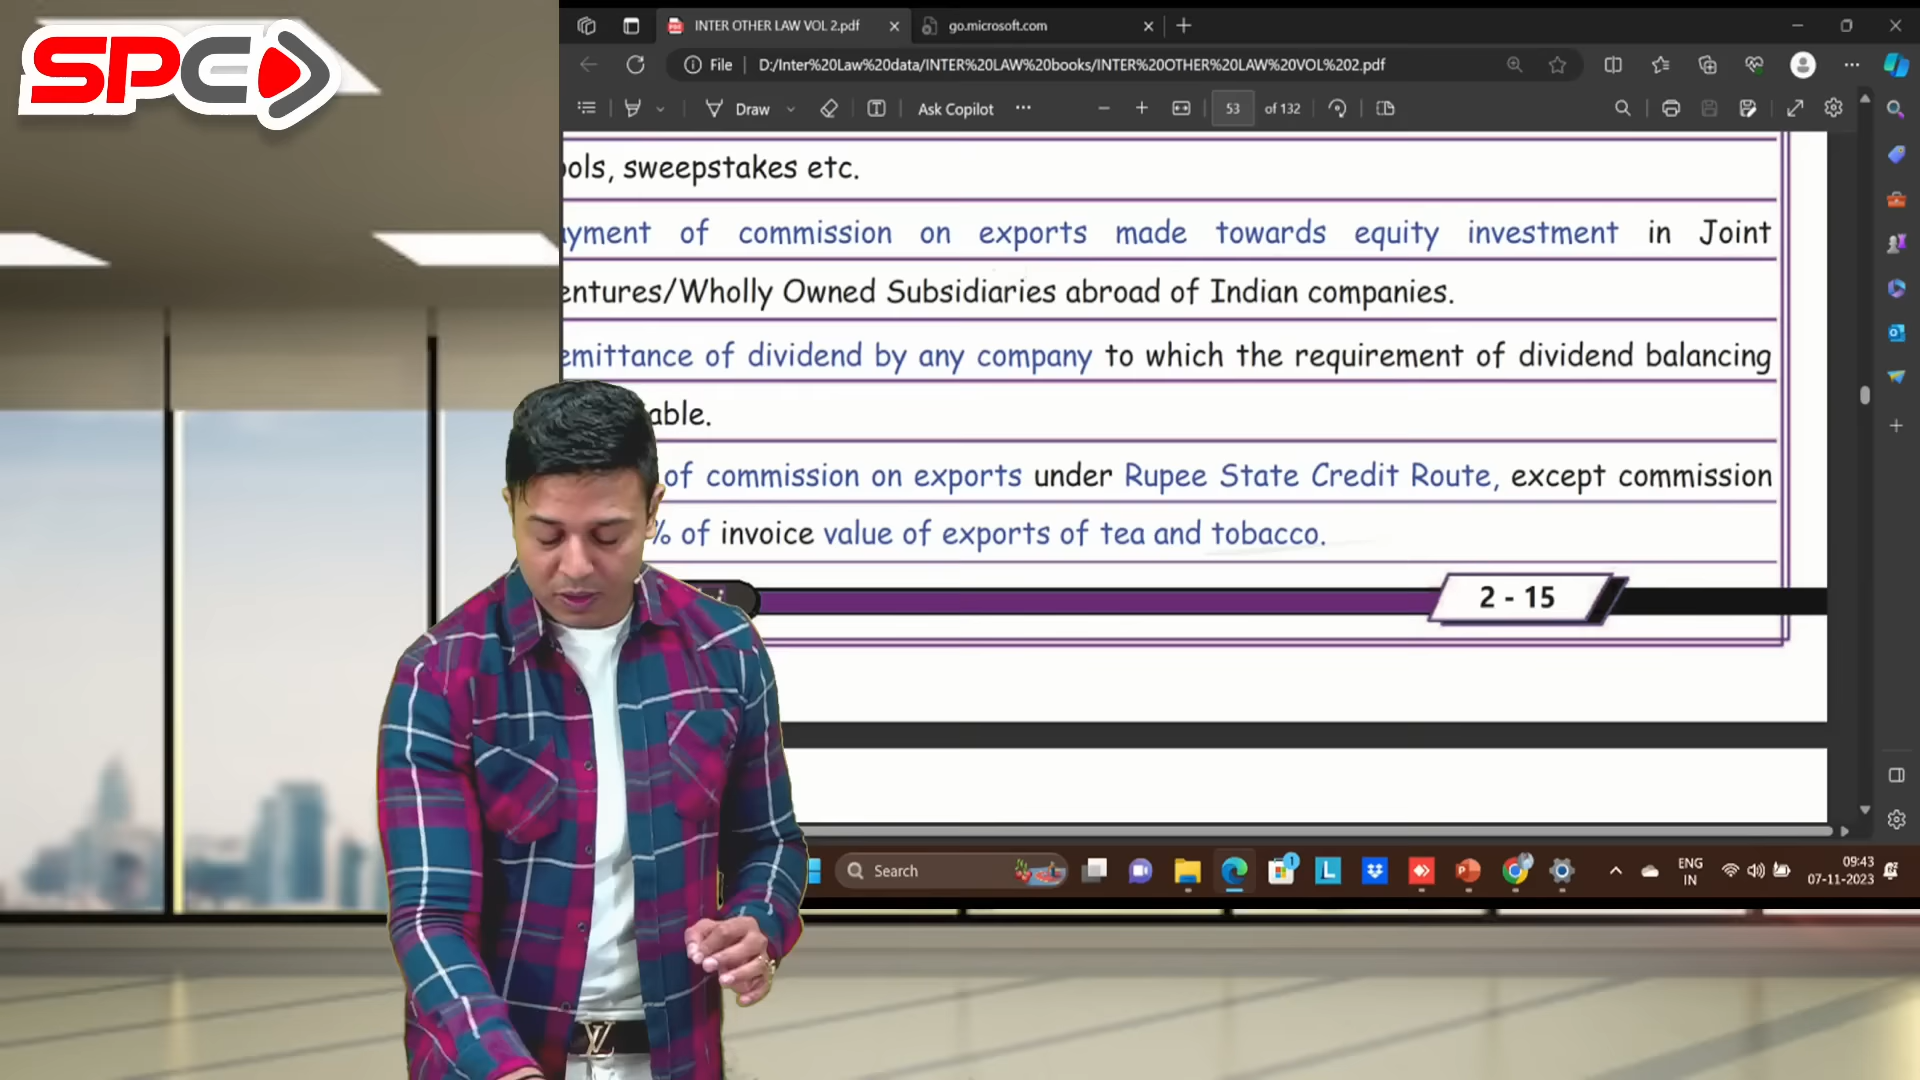 SPC
INTER OTHER LAW VOL 2.pdf
go.microsoft.com
File
D:/Inter%20Law%20data/INTER%20LAW%20books/INTER%20OTHER%20LAW%20VOL%202.pdf
Draw
Ask Copilot
53 of 132
ools, sweepstakes etc.
yment of commission on exports made towards equity investment in Joint
entures/Wholly Owned Subsidiaries abroad of Indian companies.
emittance of dividend by any company to which the requirement of dividend balancing
able.
of commission on exports under Rupee State Credit Route, except commission
% of invoice value of exports of tea and tobacco.
2 - 15
Search
1
L
ENG
IN
09:43
07-11-2023
LV